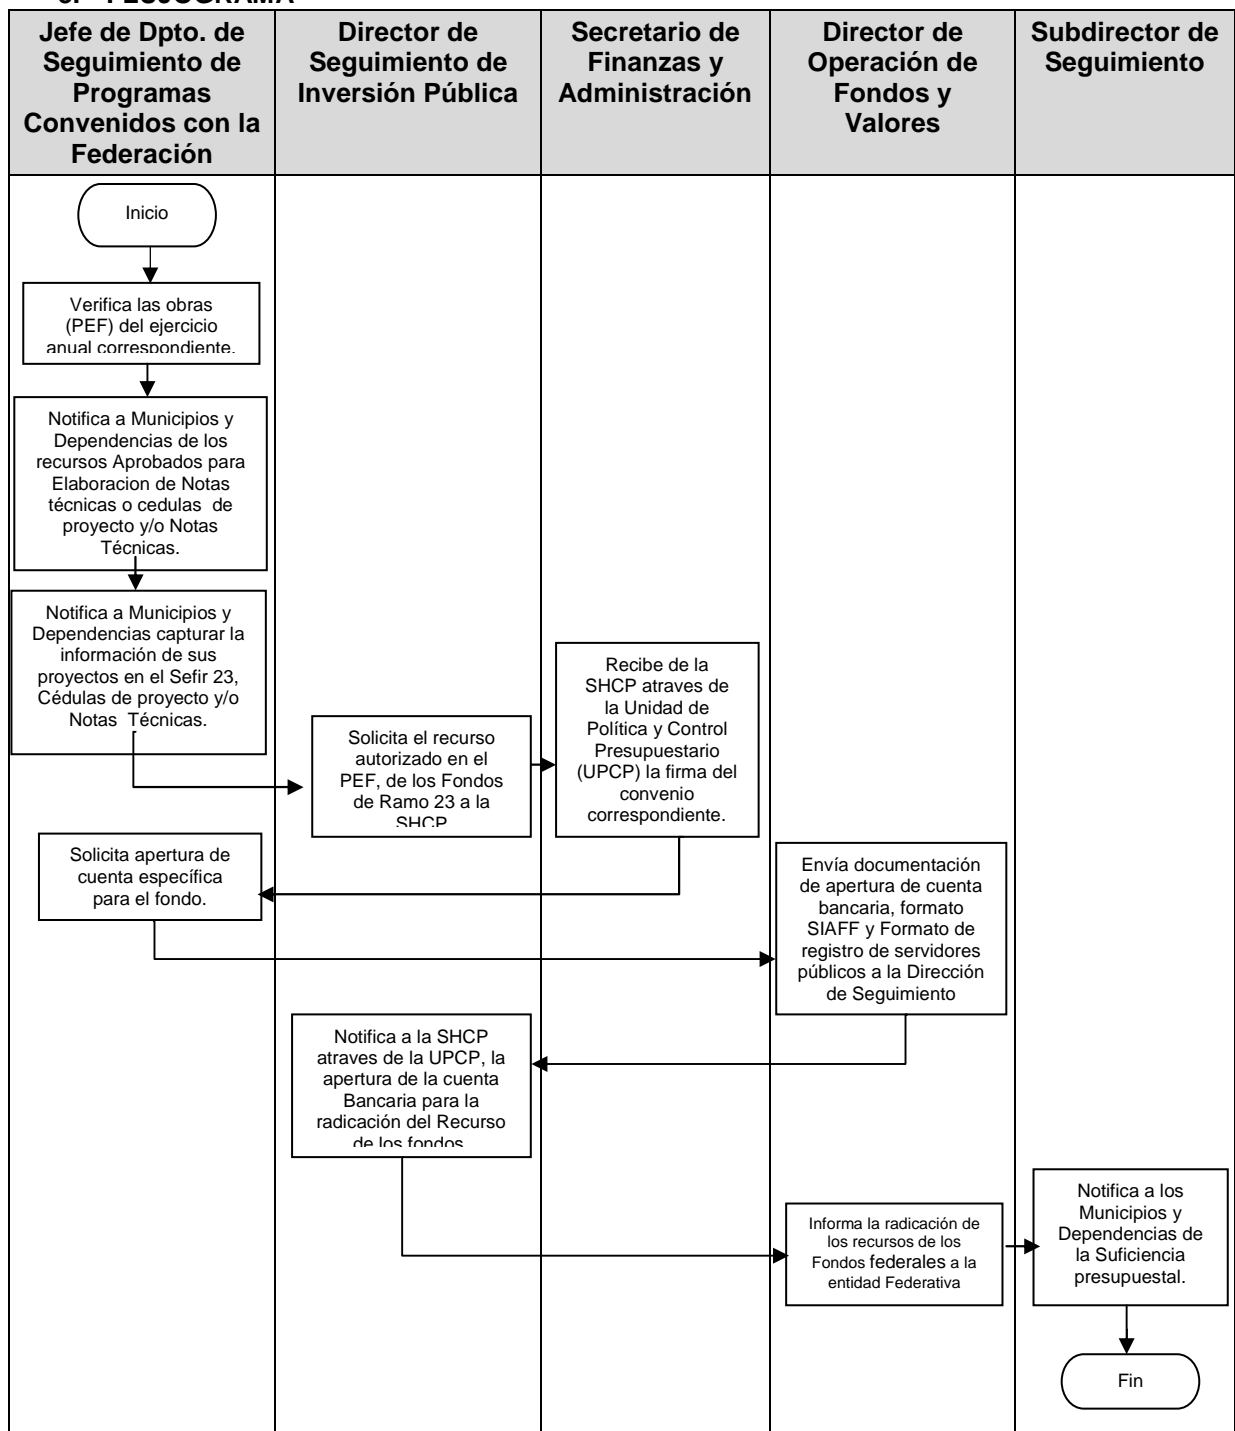 Jefe de Dpto. de
Seguimiento de
Programas
Convenidos con la
Federación
Director de
Seguimiento de
Inversión Pública
Secretario de
Finanzas y
Administración
Director de
Operación de
Fondos y
Valores
Subdirector de
Seguimiento
Inicio
Verifica las obras
(PEF) del ejercicio
anual correspondiente.
Notifica a Municipios y
Dependencias de los
recursos Aprobados para
Elaboracion de Notas
técnicas o cedulas de
proyecto y/o Notas
Técnicas.
Notifica a Municipios y
Dependencias capturar la
información de sus
proyectos en el Sefir 23,
Cédulas de proyecto y/o
Notas Técnicas.
Solicita el recurso
autorizado en el
PEF, de los Fondos
de Ramo 23 a la
SHCP
Recibe de la
SHCP atraves de
la Unidad de
Política y Control
Presupuestario
(UPCP) la firma del
convenio
correspondiente.
Solicita apertura de
cuenta específica
para el fondo.
Envía documentación
de apertura de cuenta
bancaria, formato
SIAFF y Formato de
registro de servidores
públicos a la Dirección
de Seguimiento
Notifica a la SHCP
atraves de la UPCP, la
apertura de la cuenta
Bancaria para la
radicación del Recurso
de los fondos
Informa la radicación de
los recursos de los
Fondos federales a la
entidad Federativa
Notifica a los
Municipios y
Dependencias de
la Suficiencia
presupuestal.
Fin